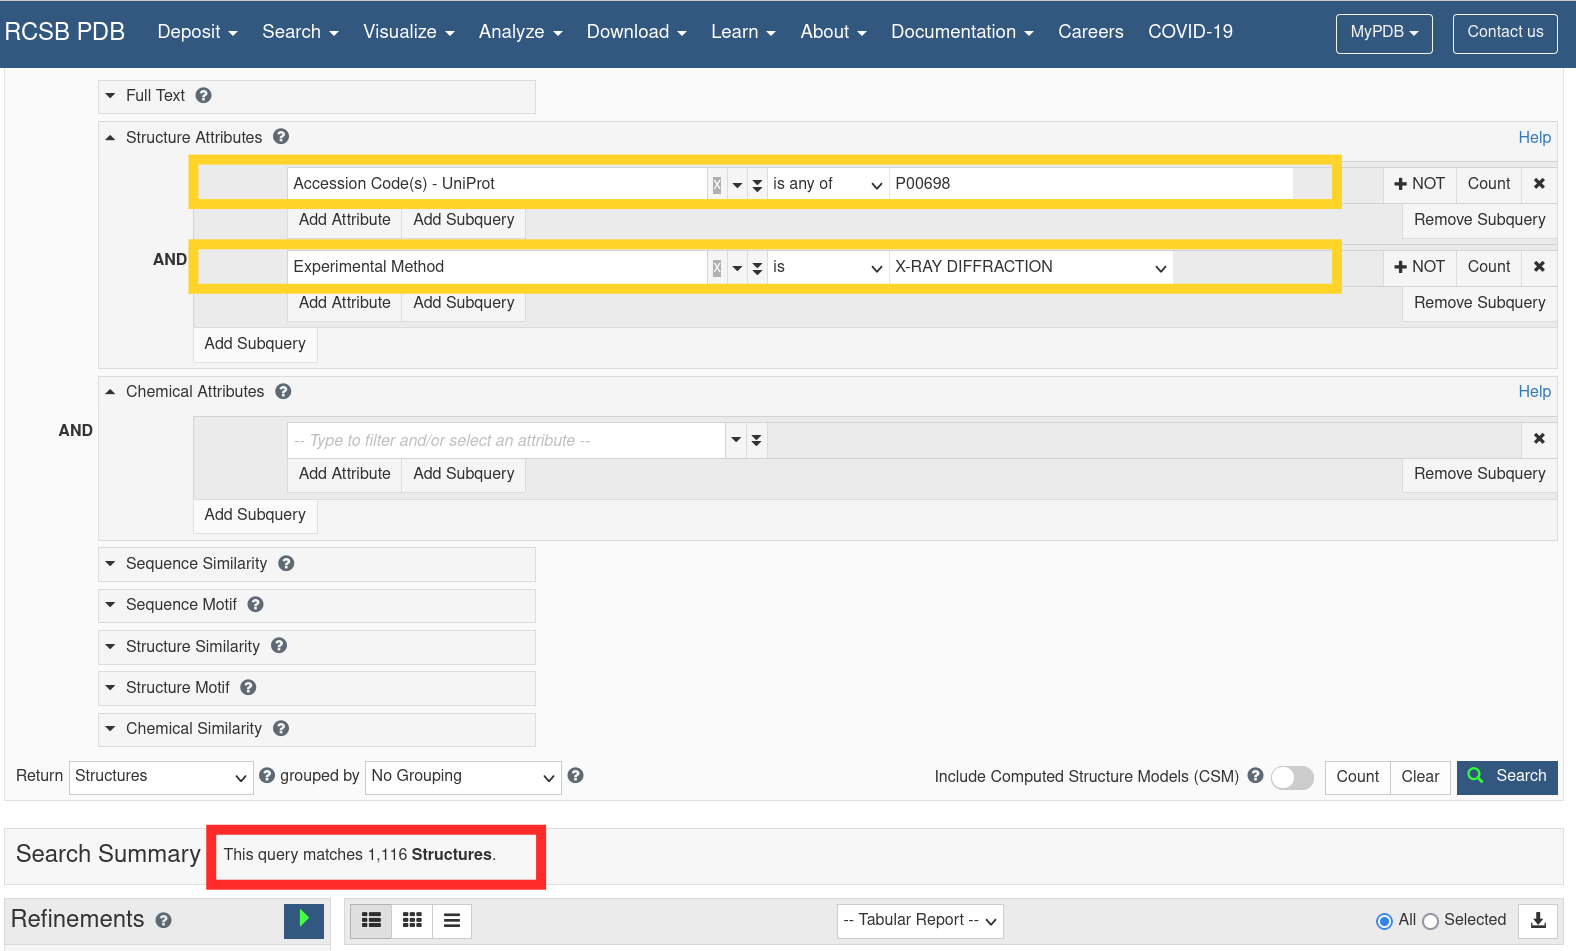 RCSB PDB Deposit Search Visualize Analyze Download Learn About Documentation Careers COVID-19 MyPDB Contact us
Full Text ?
Structure Attributes ? Help
Accession Code(s) - UniProt X is any of P00698 NOT Count
Add Attribute Add Subquery Remove Subquery
AND
Experimental Method X is X-RAY DIFFRACTION NOT Count
Add Attribute Add Subquery Remove Subquery
Add Subquery
AND
Chemical Attributes ? Help
-- Type to filter and/or select an attribute --
Add Attribute Add Subquery Remove Subquery
Add Subquery
Sequence Similarity ?
Sequence Motif ?
Structure Similarity ?
Structure Motif ?
Chemical Similarity ?
Return Structures ? grouped by No Grouping ? Include Computed Structure Models (CSM) ? Count Clear Search
Search Summary This query matches 1,116 Structures.
Refinements ? -- Tabular Report -- All Selected